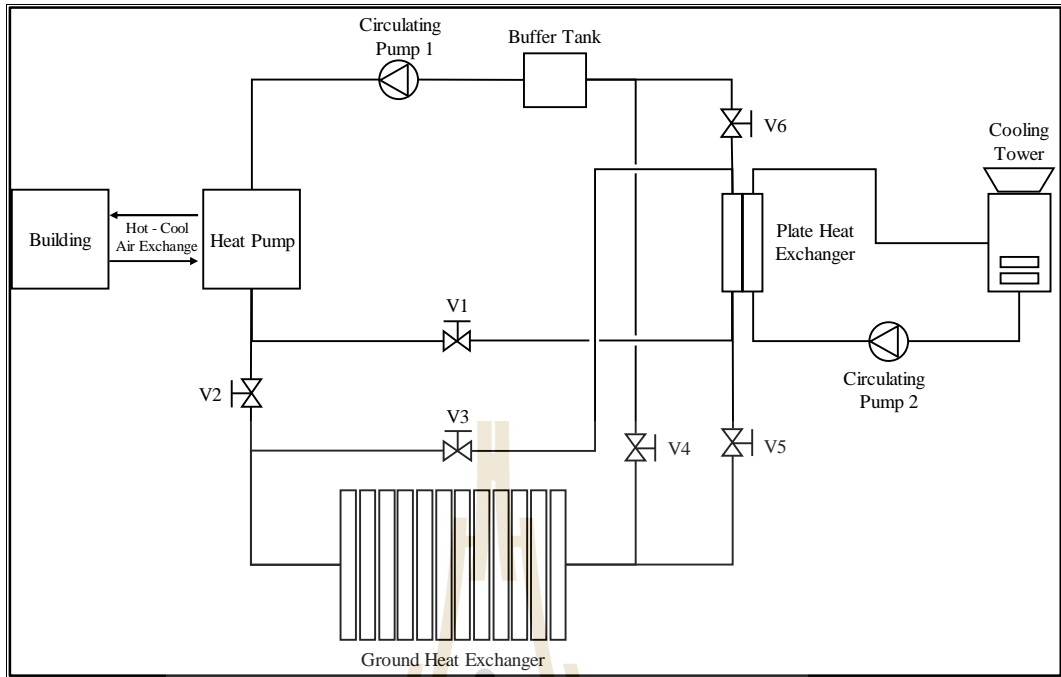 Circulating
Pump 1
Buffer Tank
V6
Cooling
Tower
Building
Hot - Cool
Air Exchange
Heat Pump
Plate Heat
Exchanger
V1
V2
Circulating
Pump 2
V3
V4
V5
Ground Heat Exchanger